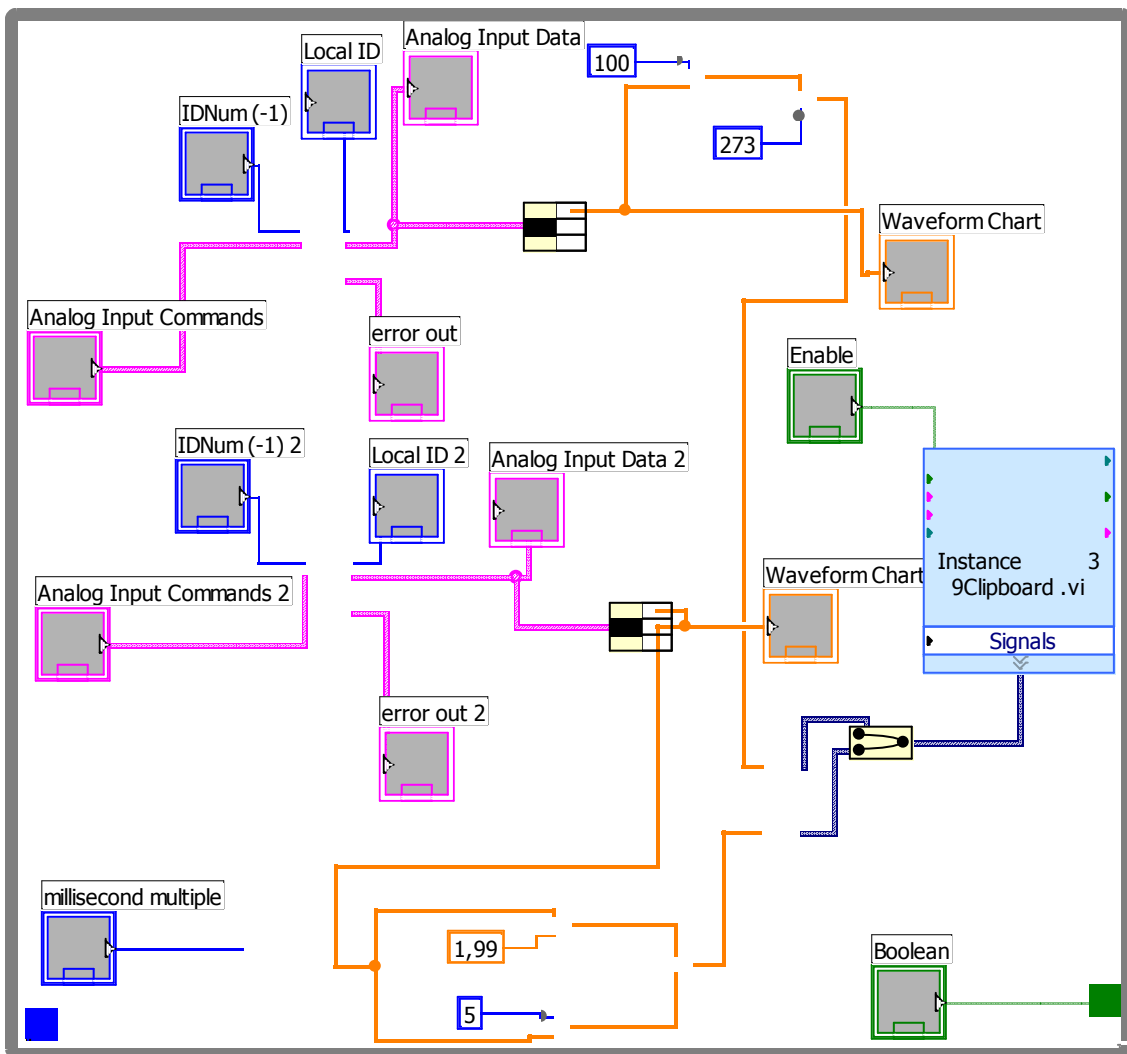 Analog Input Data
Local ID
100
IDNum (-1)
273
Waveform Chart
Analog Input Commands
error out
Enable
IDNum (-1) 2
Local ID 2
Analog Input Data 2
Instance 3
9Clipboard .vi
Signals
Waveform Chart
Analog Input Commands 2
error out 2
millisecond multiple
1,99
5
Boolean